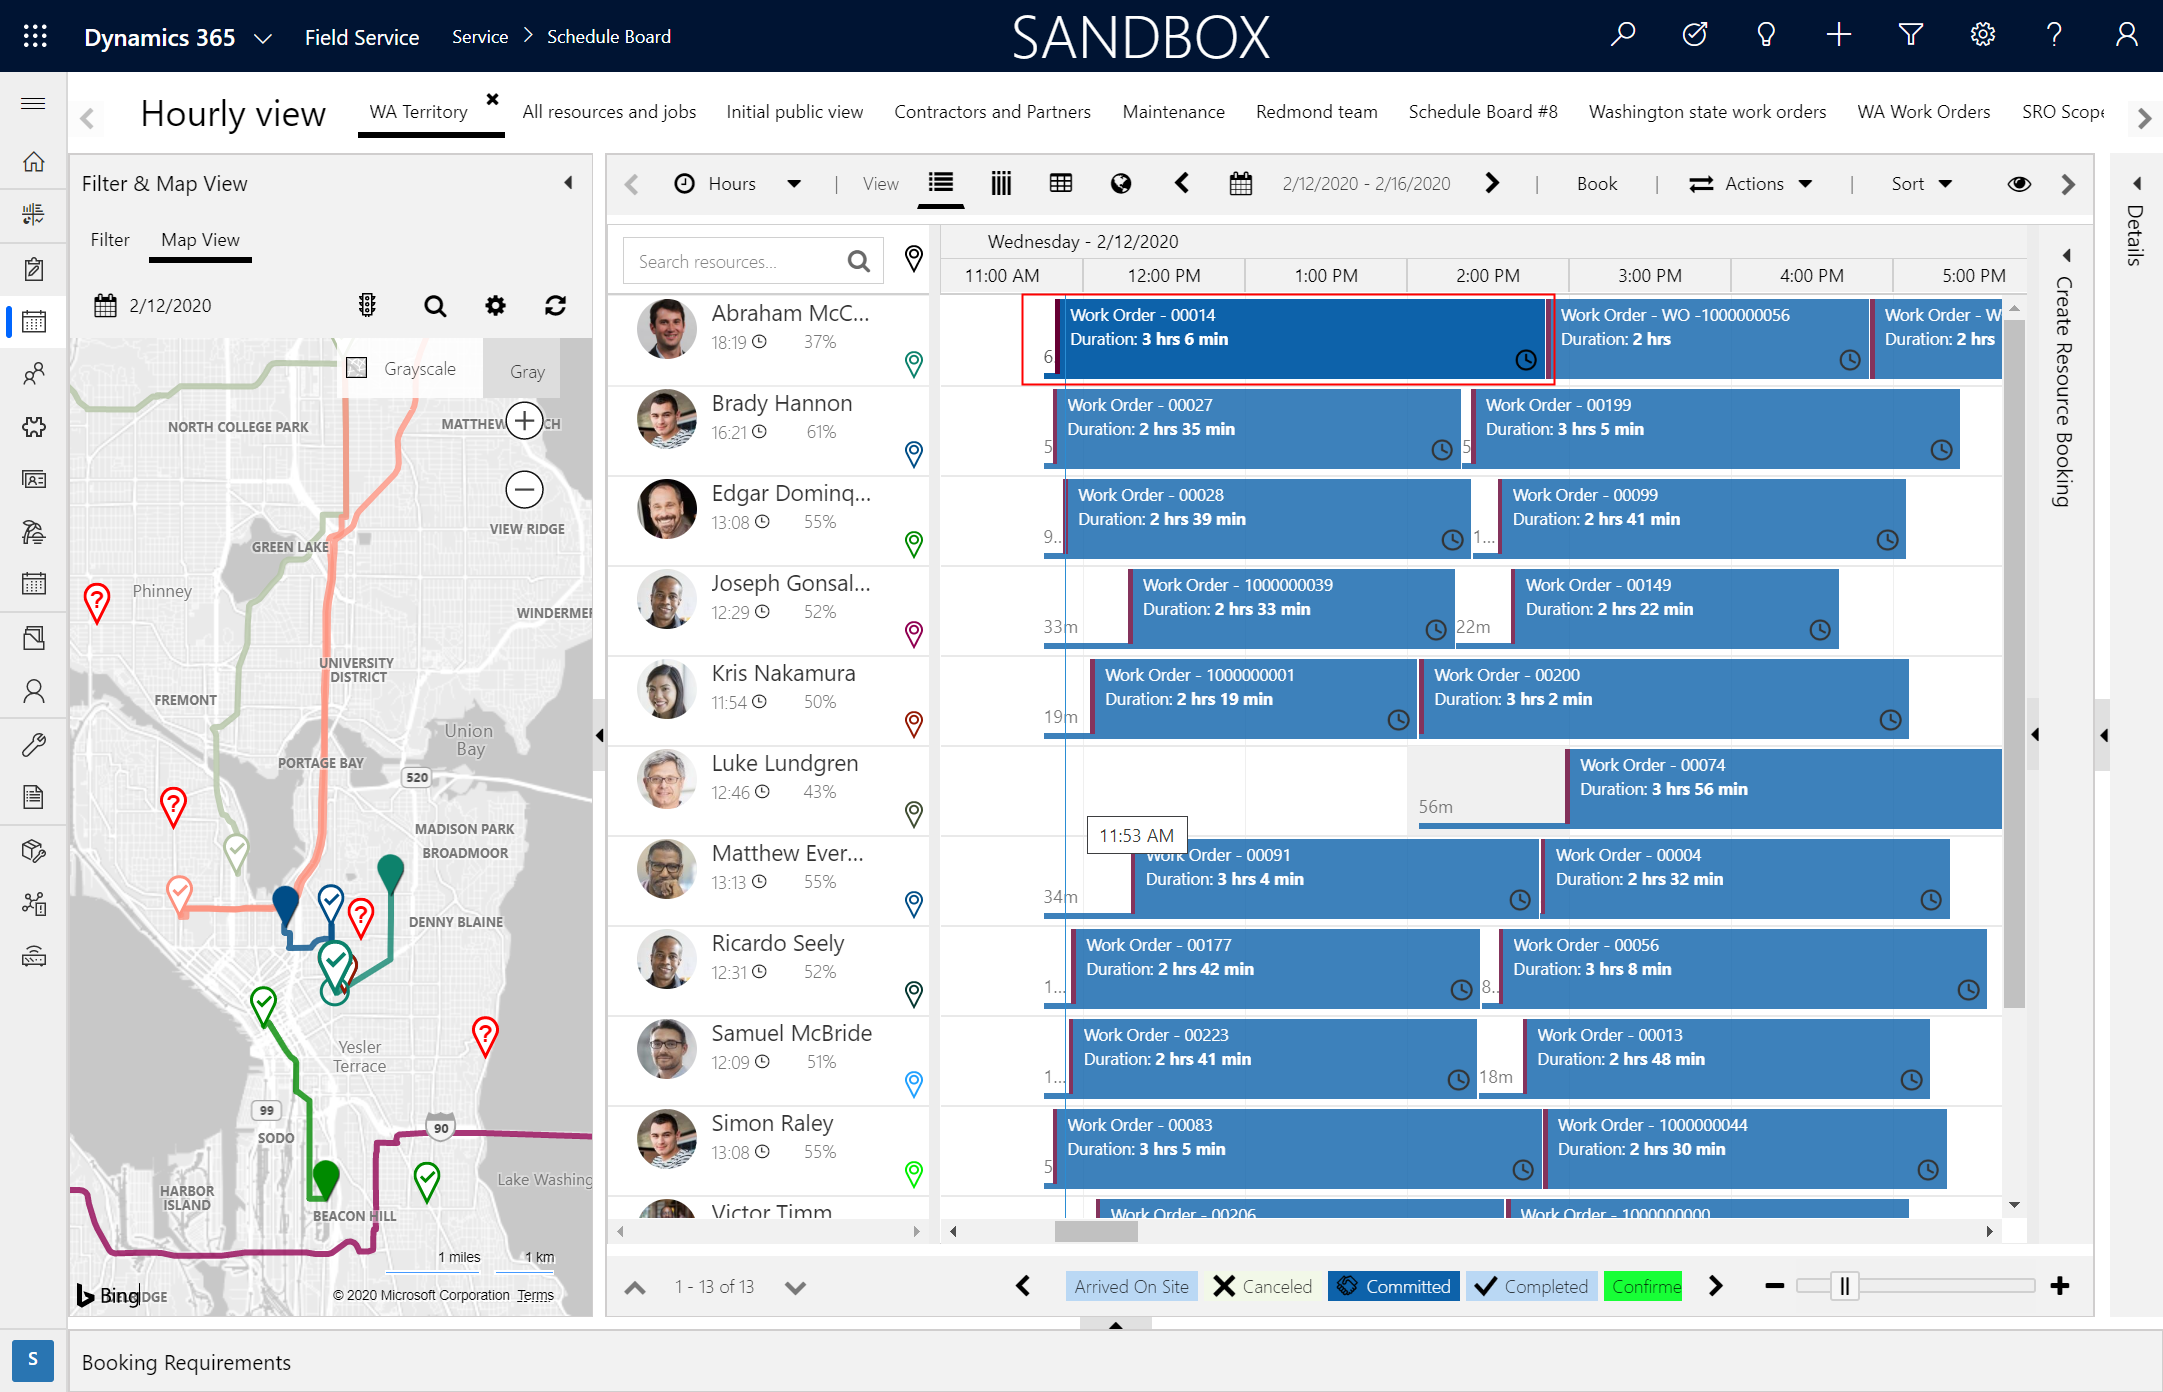 Dynamics 365
Field Service
Service > Schedule Board
SANDBOX
Hourly view
WA Territory
All resources and jobs
Initial public view
Contractors and Partners
Maintenance
Redmond team
Schedule Board #8
Washington state work orders
WA Work Orders
SRO Scope
Filter & Map View
Filter
Map View
2/12/2020
Grayscale
Gray
NORTH COLLEGE PARK
VIEW RIDGE
GREEN LAKE
Phinney
UNIVERSITY
DISTRICT
FREMONT
Union
Bay
PORTAGE BAY
520
MADISON PARK
BROADMOOR
DENNY BLAINE
Yesler
Terrace
99
SODO
90
HARBOR
ISLAND
BEACON HILL
1 miles
1 km
Bing
© 2020 Microsoft Corporation Terms
Hours
View
2/12/2020 - 2/16/2020
Book
Actions
Sort
Details
Create Resource Booking
Search resources...
Wednesday - 2/12/2020
11:00 AM
12:00 PM
1:00 PM
2:00 PM
3:00 PM
4:00 PM
5:00 PM
Abraham McC...
18:19
37%
6
Work Order - 00014
Duration: 3 hrs 6 min
Work Order - WO -1000000056
Duration: 2 hrs
Work Order - W
Duration: 2 hrs
Brady Hannon
16:21
61%
5
Work Order - 00027
Duration: 2 hrs 35 min
5
Work Order - 00199
Duration: 3 hrs 5 min
Edgar Dominq...
13:08
55%
9...
Work Order - 00028
Duration: 2 hrs 39 min
1...
Work Order - 00099
Duration: 2 hrs 41 min
Joseph Gonsal...
12:29
52%
33m
Work Order - 1000000039
Duration: 2 hrs 33 min
22m
Work Order - 00149
Duration: 2 hrs 22 min
Kris Nakamura
11:54
50%
19m
Work Order - 1000000001
Duration: 2 hrs 19 min
Work Order - 00200
Duration: 3 hrs 2 min
Luke Lundgren
12:46
43%
56m
Work Order - 00074
Duration: 3 hrs 56 min
11:53 AM
Matthew Ever...
13:13
55%
34m
Work Order - 00091
Duration: 3 hrs 4 min
Work Order - 00004
Duration: 2 hrs 32 min
Ricardo Seely
12:31
52%
1...
Work Order - 00177
Duration: 2 hrs 42 min
8..
Work Order - 00056
Duration: 3 hrs 8 min
Samuel McBride
12:09
51%
1...
Work Order - 00223
Duration: 2 hrs 41 min
18m
Work Order - 00013
Duration: 2 hrs 48 min
Simon Raley
13:08
55%
5
Work Order - 00083
Duration: 3 hrs 5 min
Work Order - 1000000044
Duration: 2 hrs 30 min
Victor Timm
Work Order - 00206
Work Order - 1000000000
1 - 13 of 13
Arrived On Site
Canceled
Committed
Completed
Confirme
S
Booking Requirements